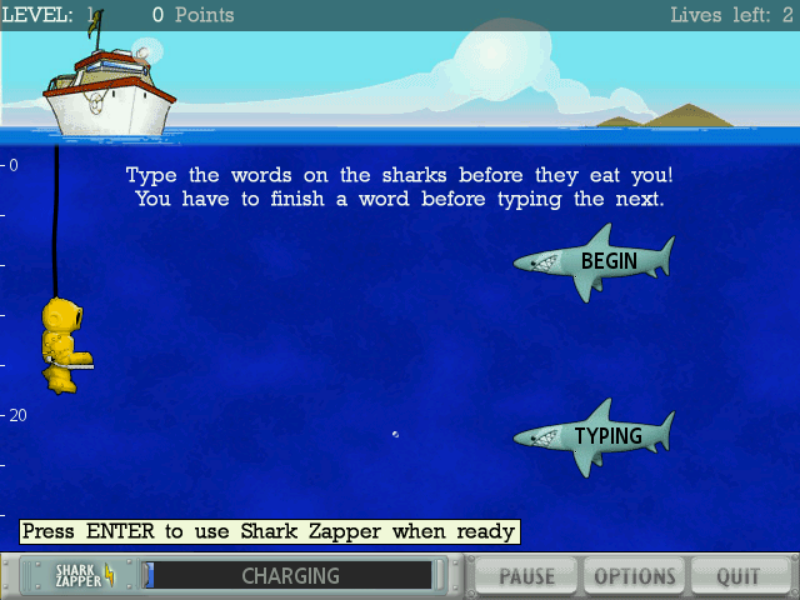 LEVEL: 1 0 Points Lives left: 2
0
Type the words on the sharks before they eat you!
You have to finish a word before typing the next.
BEGIN
20
TYPING
Press ENTER to use Shark Zapper when ready
SHARK
ZAPPER
CHARGING
PAUSE
OPTIONS
QUIT